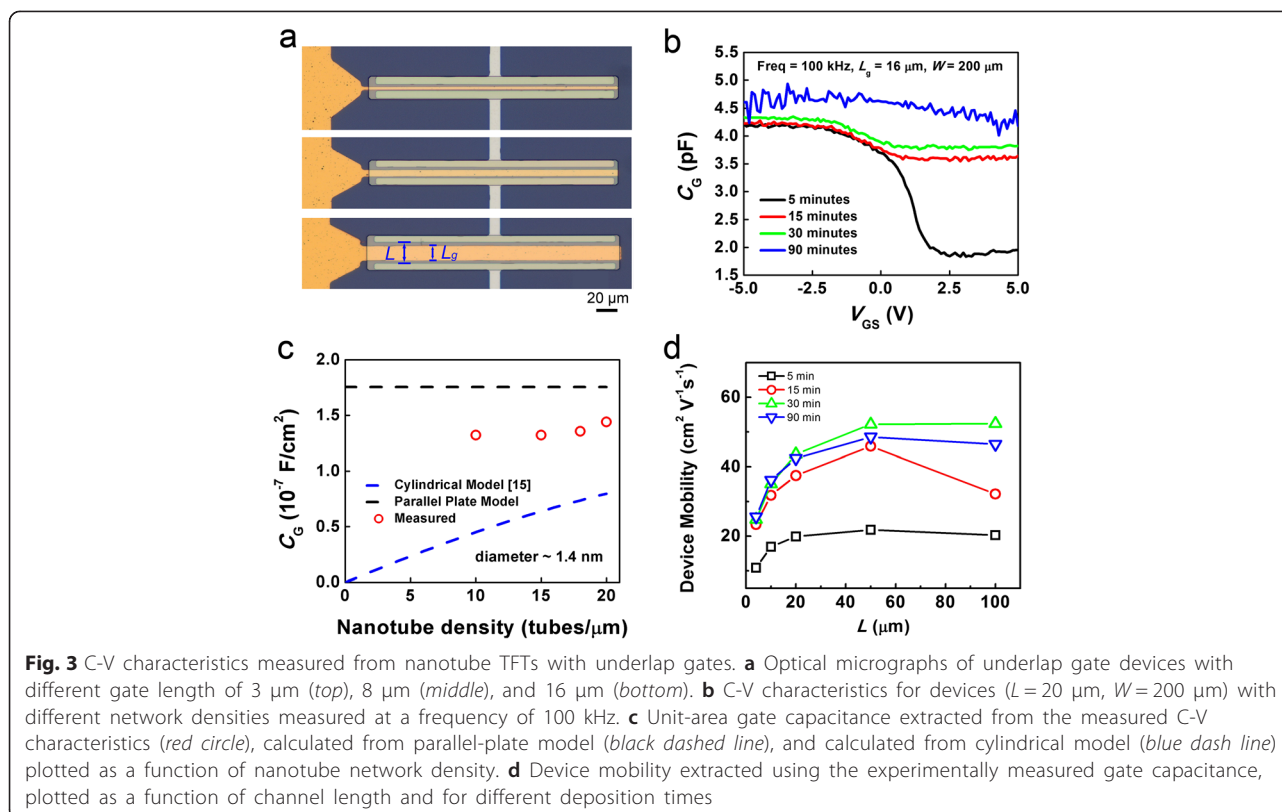 a
L
Lg
20 μm
b
Freq = 100 kHz, Lg = 16 μm, W = 200 μm
5.5
5.0
4.5
4.0
3.5
3.0
2.5
2.0
1.5
CG (pF)
5 minutes
15 minutes
30 minutes
90 minutes
-5.0 -2.5 0.0 2.5 5.0
VGS (V)
c
2.0
1.5
1.0
0.5
0.0
CG (10-7 F/cm2)
Cylindrical Model [15]
Parallel Plate Model
Measured
diameter ~ 1.4 nm
0 5 10 15 20
Nanotube density (tubes/μm)
d
60
40
20
Device Mobility (cm2 V-1s-1)
5 min
15 min
30 min
90 min
0 20 40 60 80 100
L (μm)
Fig. 3 C-V characteristics measured from nanotube TFTs with underlap gates. a Optical micrographs of underlap gate devices with
different gate length of 3 μm (top), 8 μm (middle), and 16 μm (bottom). b C-V characteristics for devices (L = 20 μm, W = 200 μm) with
different network densities measured at a frequency of 100 kHz. c Unit-area gate capacitance extracted from the measured C-V
characteristics (red circle), calculated from parallel-plate model (black dashed line), and calculated from cylindrical model (blue dash line)
plotted as a function of nanotube network density. d Device mobility extracted using the experimentally measured gate capacitance,
plotted as a function of channel length and for different deposition times